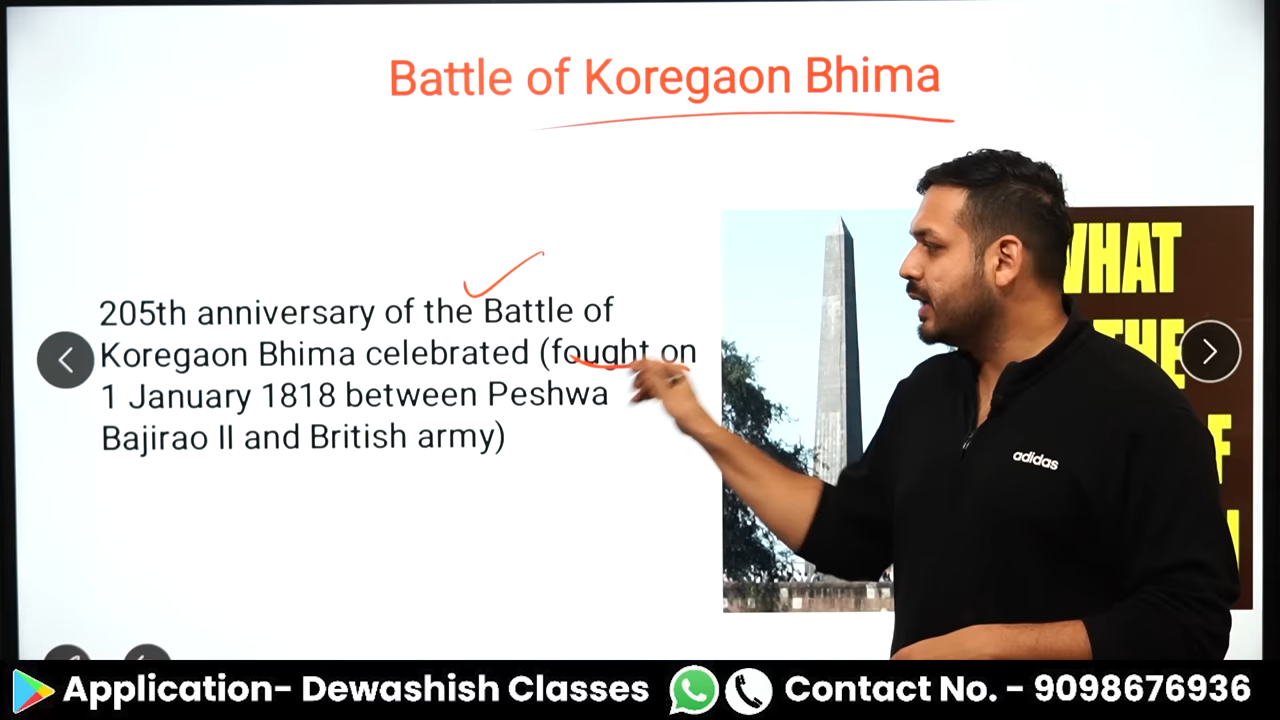 Battle of Koregaon Bhima
205th anniversary of the Battle of
Koregaon Bhima celebrated (fought on
1 January 1818 between Peshwa
Bajirao II and British army)
WHAT
THE
F
adidas
Application- Dewashish Classes
Contact No. - 9098676936